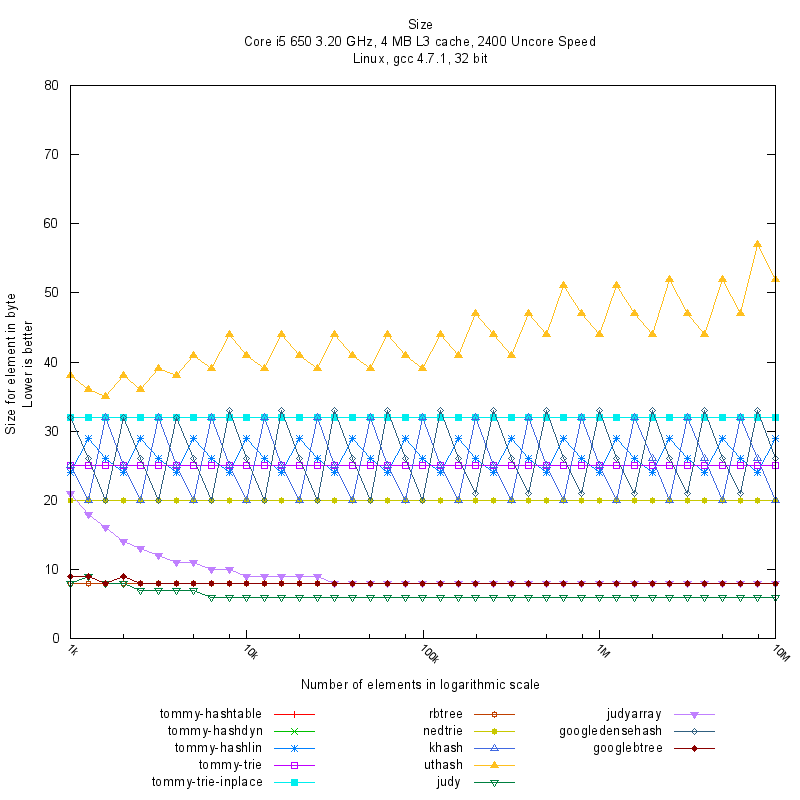 Size
Core i5 650 3.20 GHz, 4 MB L3 cache, 2400 Uncore Speed
Linux, gcc 4.7.1, 32 bit
80
70
60
50
40
30
20
10
0
Size for element in byte
Lower is better
1k
10k
100k
1M
10M
Number of elements in logarithmic scale
tommy-hashtable
tommy-hashdyn
tommy-hashlin
tommy-trie
tommy-trie-inplace
rbtree
nedtrie
khash
uthash
judy
judyarray
googledensehash
googlebtree